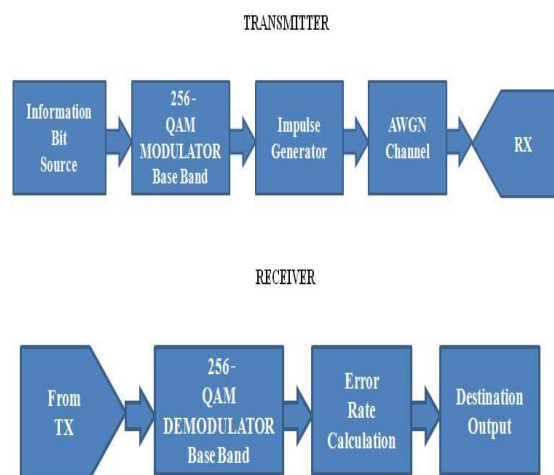 TRANSMITTER
Information
Bit
Source
256-
QAM
MODULATOR
Base Band
Impulse
Generator
AWGN
Channel
RX
RECEIVER
From
TX
256-
QAM
DEMODULATOR
Base Band
Error
Rate
Calculation
Destination
Output